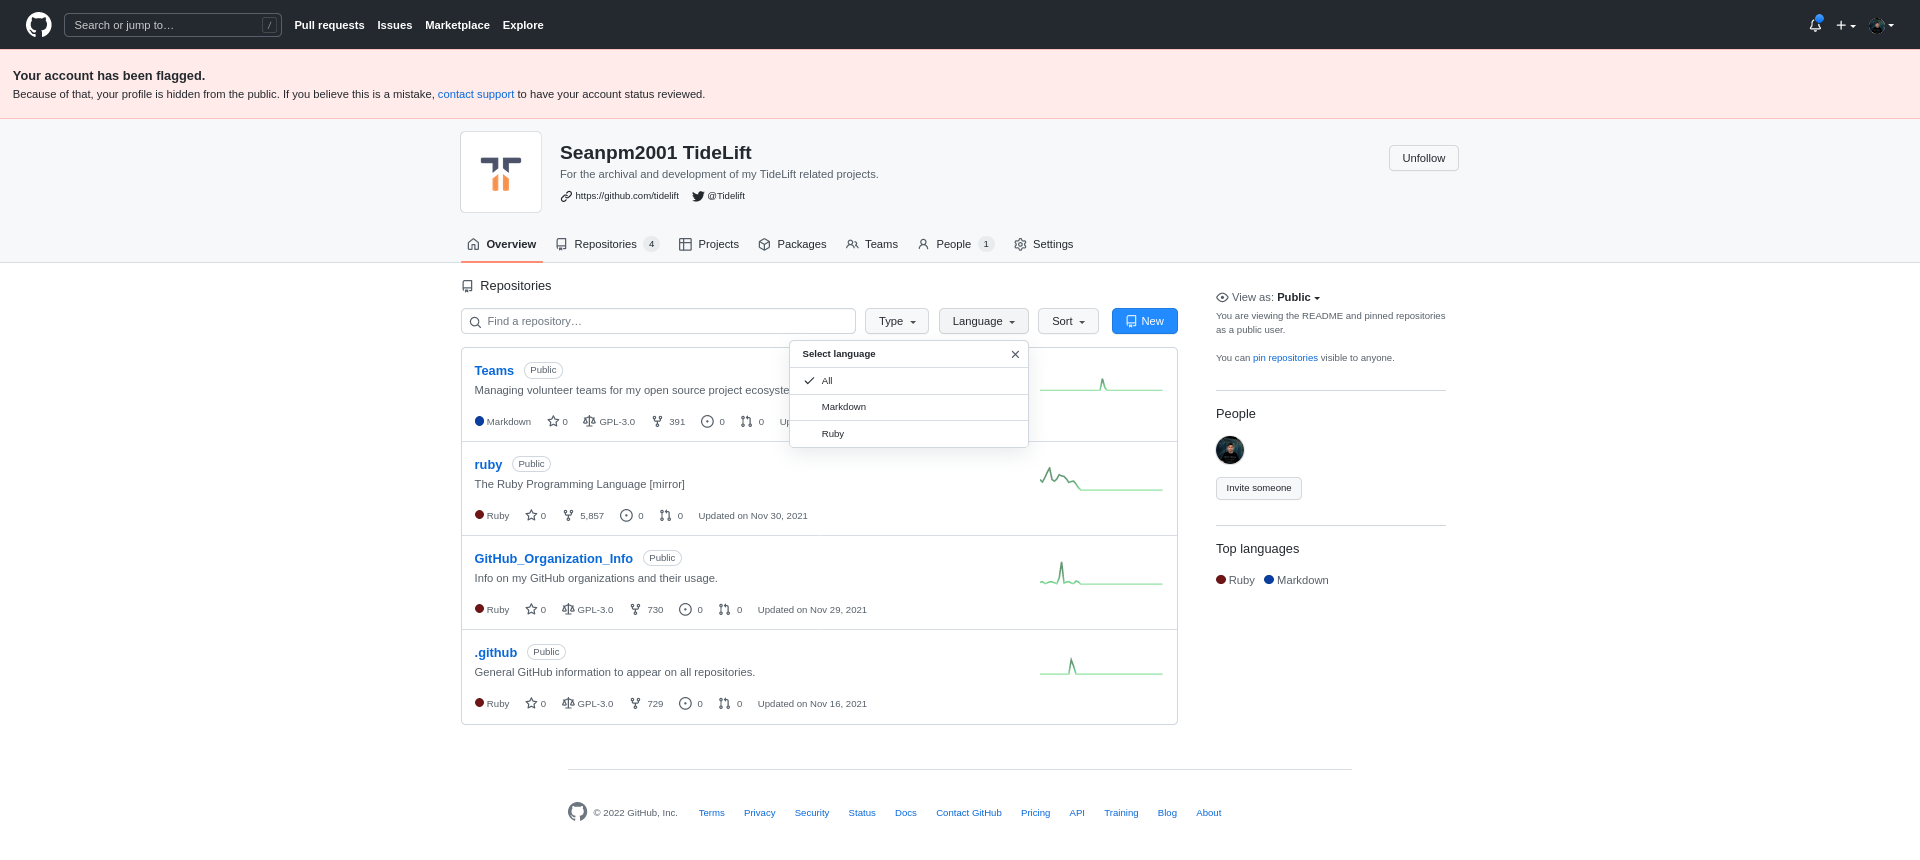 Search or jump to… /
Pull requests Issues Marketplace Explore
Your account has been flagged.
Because of that, your profile is hidden from the public. If you believe this is a mistake, contact support to have your account status reviewed.
Seanpm2001 TideLift
For the archival and development of my TideLift related projects.
https://github.com/tidelift @Tidelift
Unfollow
Overview Repositories 4 Projects Packages Teams People 1 Settings
Repositories
Find a repository… Type Language Sort New
Select language
All
Markdown
Ruby
Teams Public
Managing volunteer teams for my open source project ecosyste
Markdown 0 GPL-3.0 391 0 0 Up
ruby Public
The Ruby Programming Language [mirror]
Ruby 0 5,857 0 0 Updated on Nov 30, 2021
GitHub_Organization_Info Public
Info on my GitHub organizations and their usage.
Ruby 0 GPL-3.0 730 0 0 Updated on Nov 29, 2021
.github Public
General GitHub information to appear on all repositories.
Ruby 0 GPL-3.0 729 0 0 Updated on Nov 16, 2021
View as: Public
You are viewing the README and pinned repositories
as a public user.
You can pin repositories visible to anyone.
People
Invite someone
Top languages
Ruby Markdown
© 2022 GitHub, Inc. Terms Privacy Security Status Docs Contact GitHub Pricing API Training Blog About